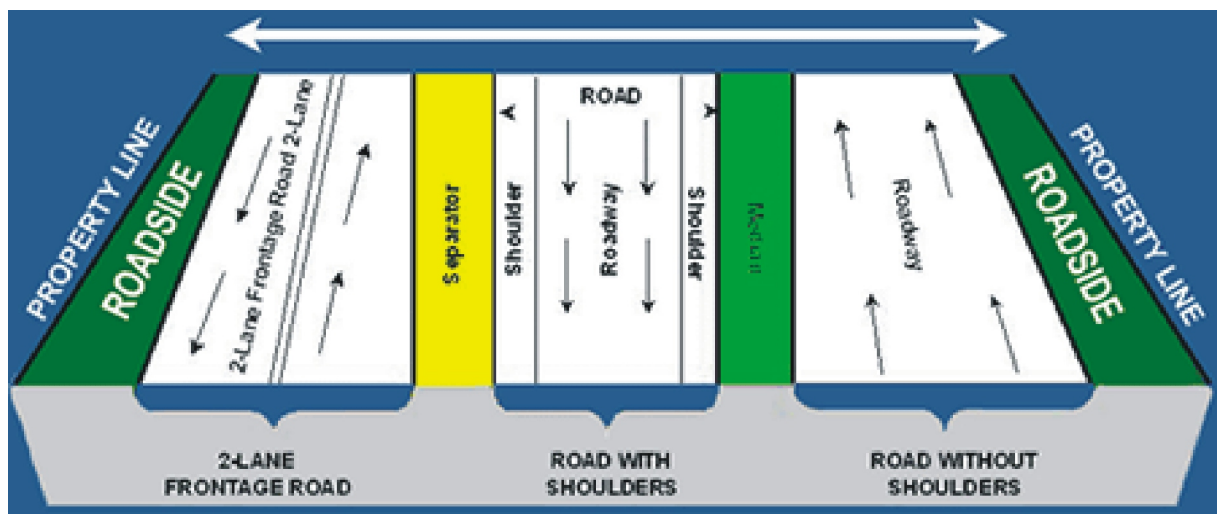 PROPERTY LINE
ROADSIDE
2-Lane Frontage Road 2-Lane
Separator
Shoulder
ROAD
Roadway
Shoulder
Roadway
ROADSIDE
PROPERTY LINE
2-LANE
FRONTAGE ROAD
ROAD WITH
SHOULDERS
ROAD WITHOUT
SHOULDERS